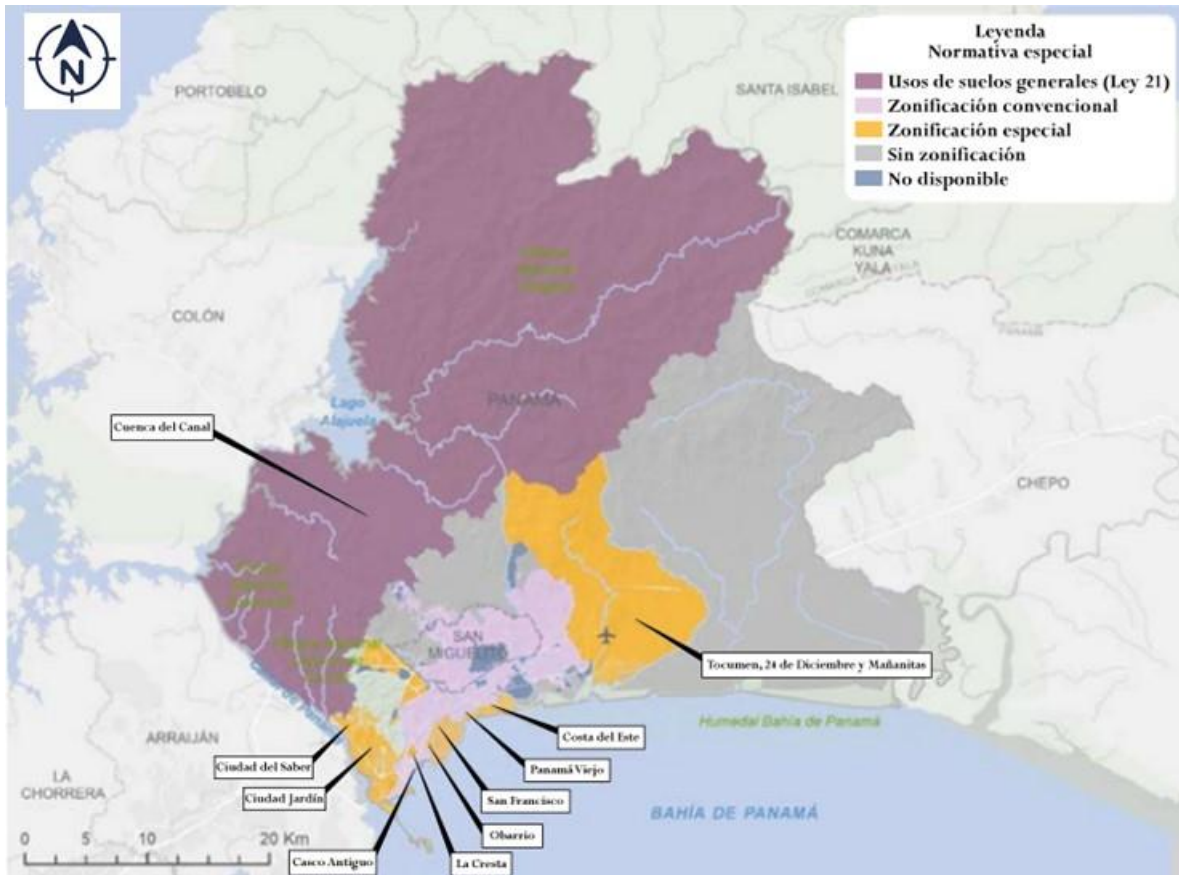 N
Leyenda
Normativa especial
Usos de suelos generales (Ley 21)
Zonificación convencional
Zonificación especial
Sin zonificación
No disponible
PORTOBELO
SANTA ISABEL
COMARCA
KUNA
YALA
COLÓN
Lago
Alajuela
PANAMÁ
Cuenca del Canal
CHEPO
SAN
MIGUELITO
Tocumen, 24 de Diciembre y Mañanitas
Humedal Bahía de Panamá
Costa del Este
ARRAIJÁN
Ciudad del Saber
Panamá Viejo
LA
CHORRERA
Ciudad Jardín
San Francisco
BAHÍA DE PANAMÁ
Obarrio
0 5 10 20 Km
Casco Antiguo
La Cresta